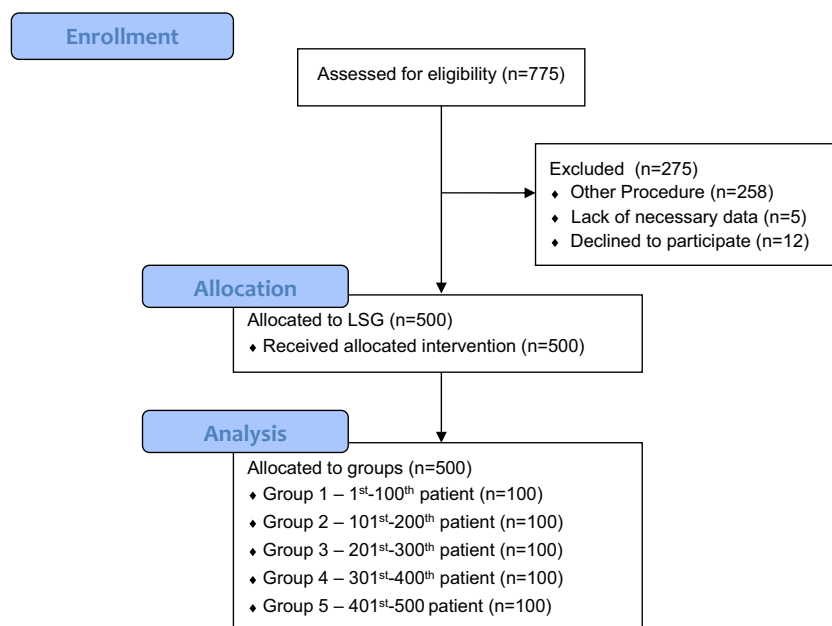 Enrollment
Assessed for eligibility (n=775)
Excluded (n=275)
♦ Other Procedure (n=258)
♦ Lack of necessary data (n=5)
♦ Declined to participate (n=12)
Allocation
Allocated to LSG (n=500)
♦ Received allocated intervention (n=500)
Analysis
Allocated to groups (n=500)
♦ Group 1 – 1st-100th patient (n=100)
♦ Group 2 – 101st-200th patient (n=100)
♦ Group 3 – 201st-300th patient (n=100)
♦ Group 4 – 301st-400th patient (n=100)
♦ Group 5 – 401st-500 patient (n=100)